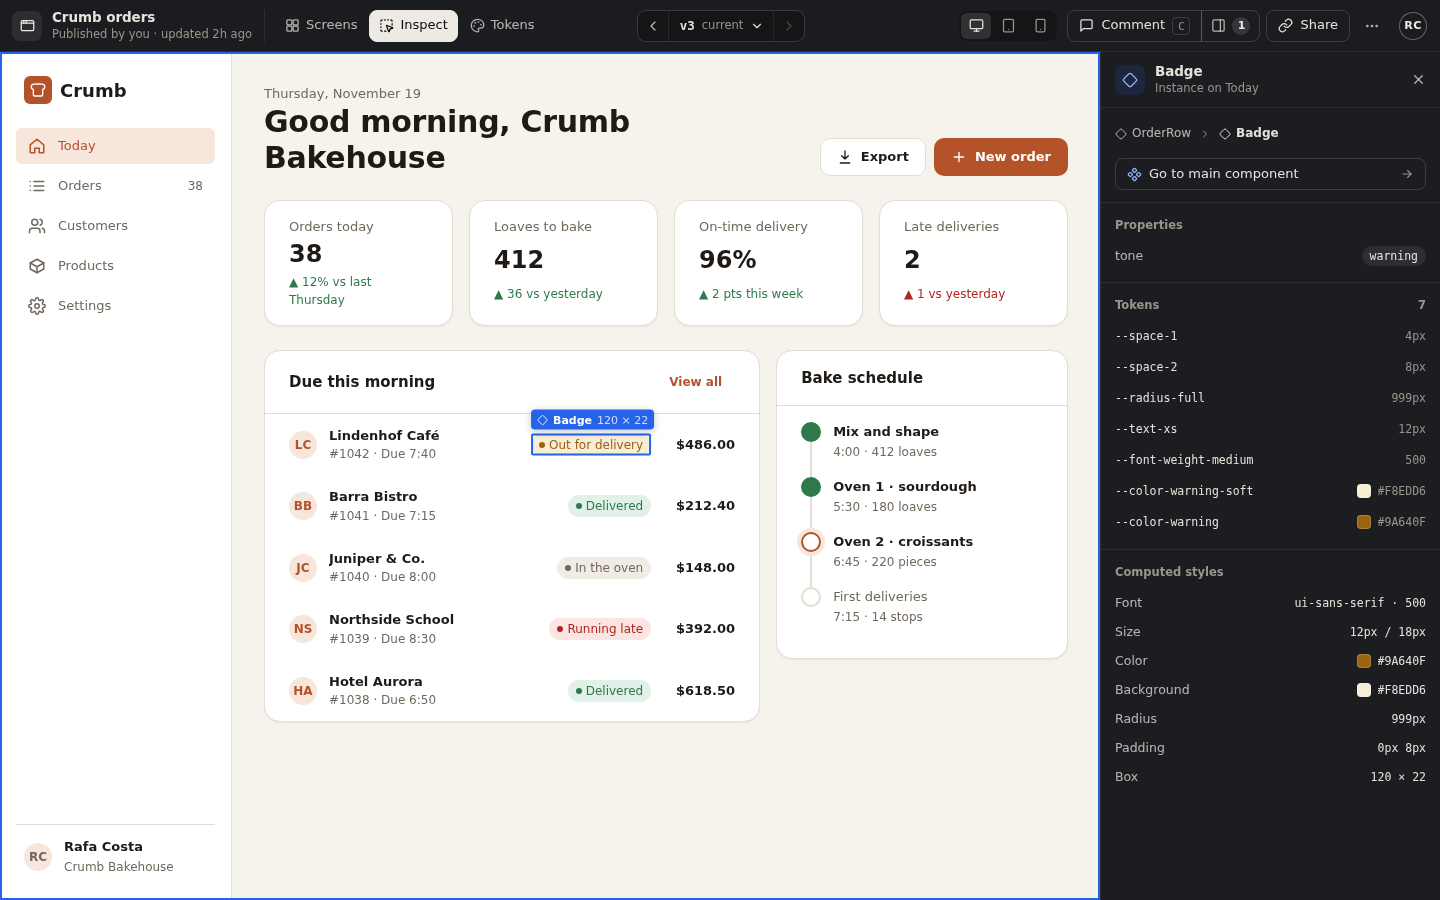 Crumb orders
Published by you · updated 2h ago
Screens
Inspect
Tokens
v3 current
Comment C
1
Share
RC
Crumb
Today
Orders 38
Customers
Products
Settings
Rafa Costa
Crumb Bakehouse
RC
Thursday, November 19
Good morning, Crumb
Bakehouse
Export
New order
Orders today
38
▲ 12% vs last
Thursday
Loaves to bake
412
▲ 36 vs yesterday
On-time delivery
96%
▲ 2 pts this week
Late deliveries
2
▲ 1 vs yesterday
Due this morning
View all
Badge 120 × 22
LC
Lindenhof Café
#1042 · Due 7:40
Out for delivery
$486.00
BB
Barra Bistro
#1041 · Due 7:15
Delivered
$212.40
JC
Juniper & Co.
#1040 · Due 8:00
In the oven
$148.00
NS
Northside School
#1039 · Due 8:30
Running late
$392.00
HA
Hotel Aurora
#1038 · Due 6:50
Delivered
$618.50
Bake schedule
Mix and shape
4:00 · 412 loaves
Oven 1 · sourdough
5:30 · 180 loaves
Oven 2 · croissants
6:45 · 220 pieces
First deliveries
7:15 · 14 stops
Badge
Instance on Today
OrderRow
Badge
Go to main component
Properties
tone warning
Tokens 7
--space-1 4px
--space-2 8px
--radius-full 999px
--text-xs 12px
--font-weight-medium 500
--color-warning-soft #F8EDD6
--color-warning #9A640F
Computed styles
Font ui-sans-serif · 500
Size 12px / 18px
Color #9A640F
Background #F8EDD6
Radius 999px
Padding 0px 8px
Box 120 × 22